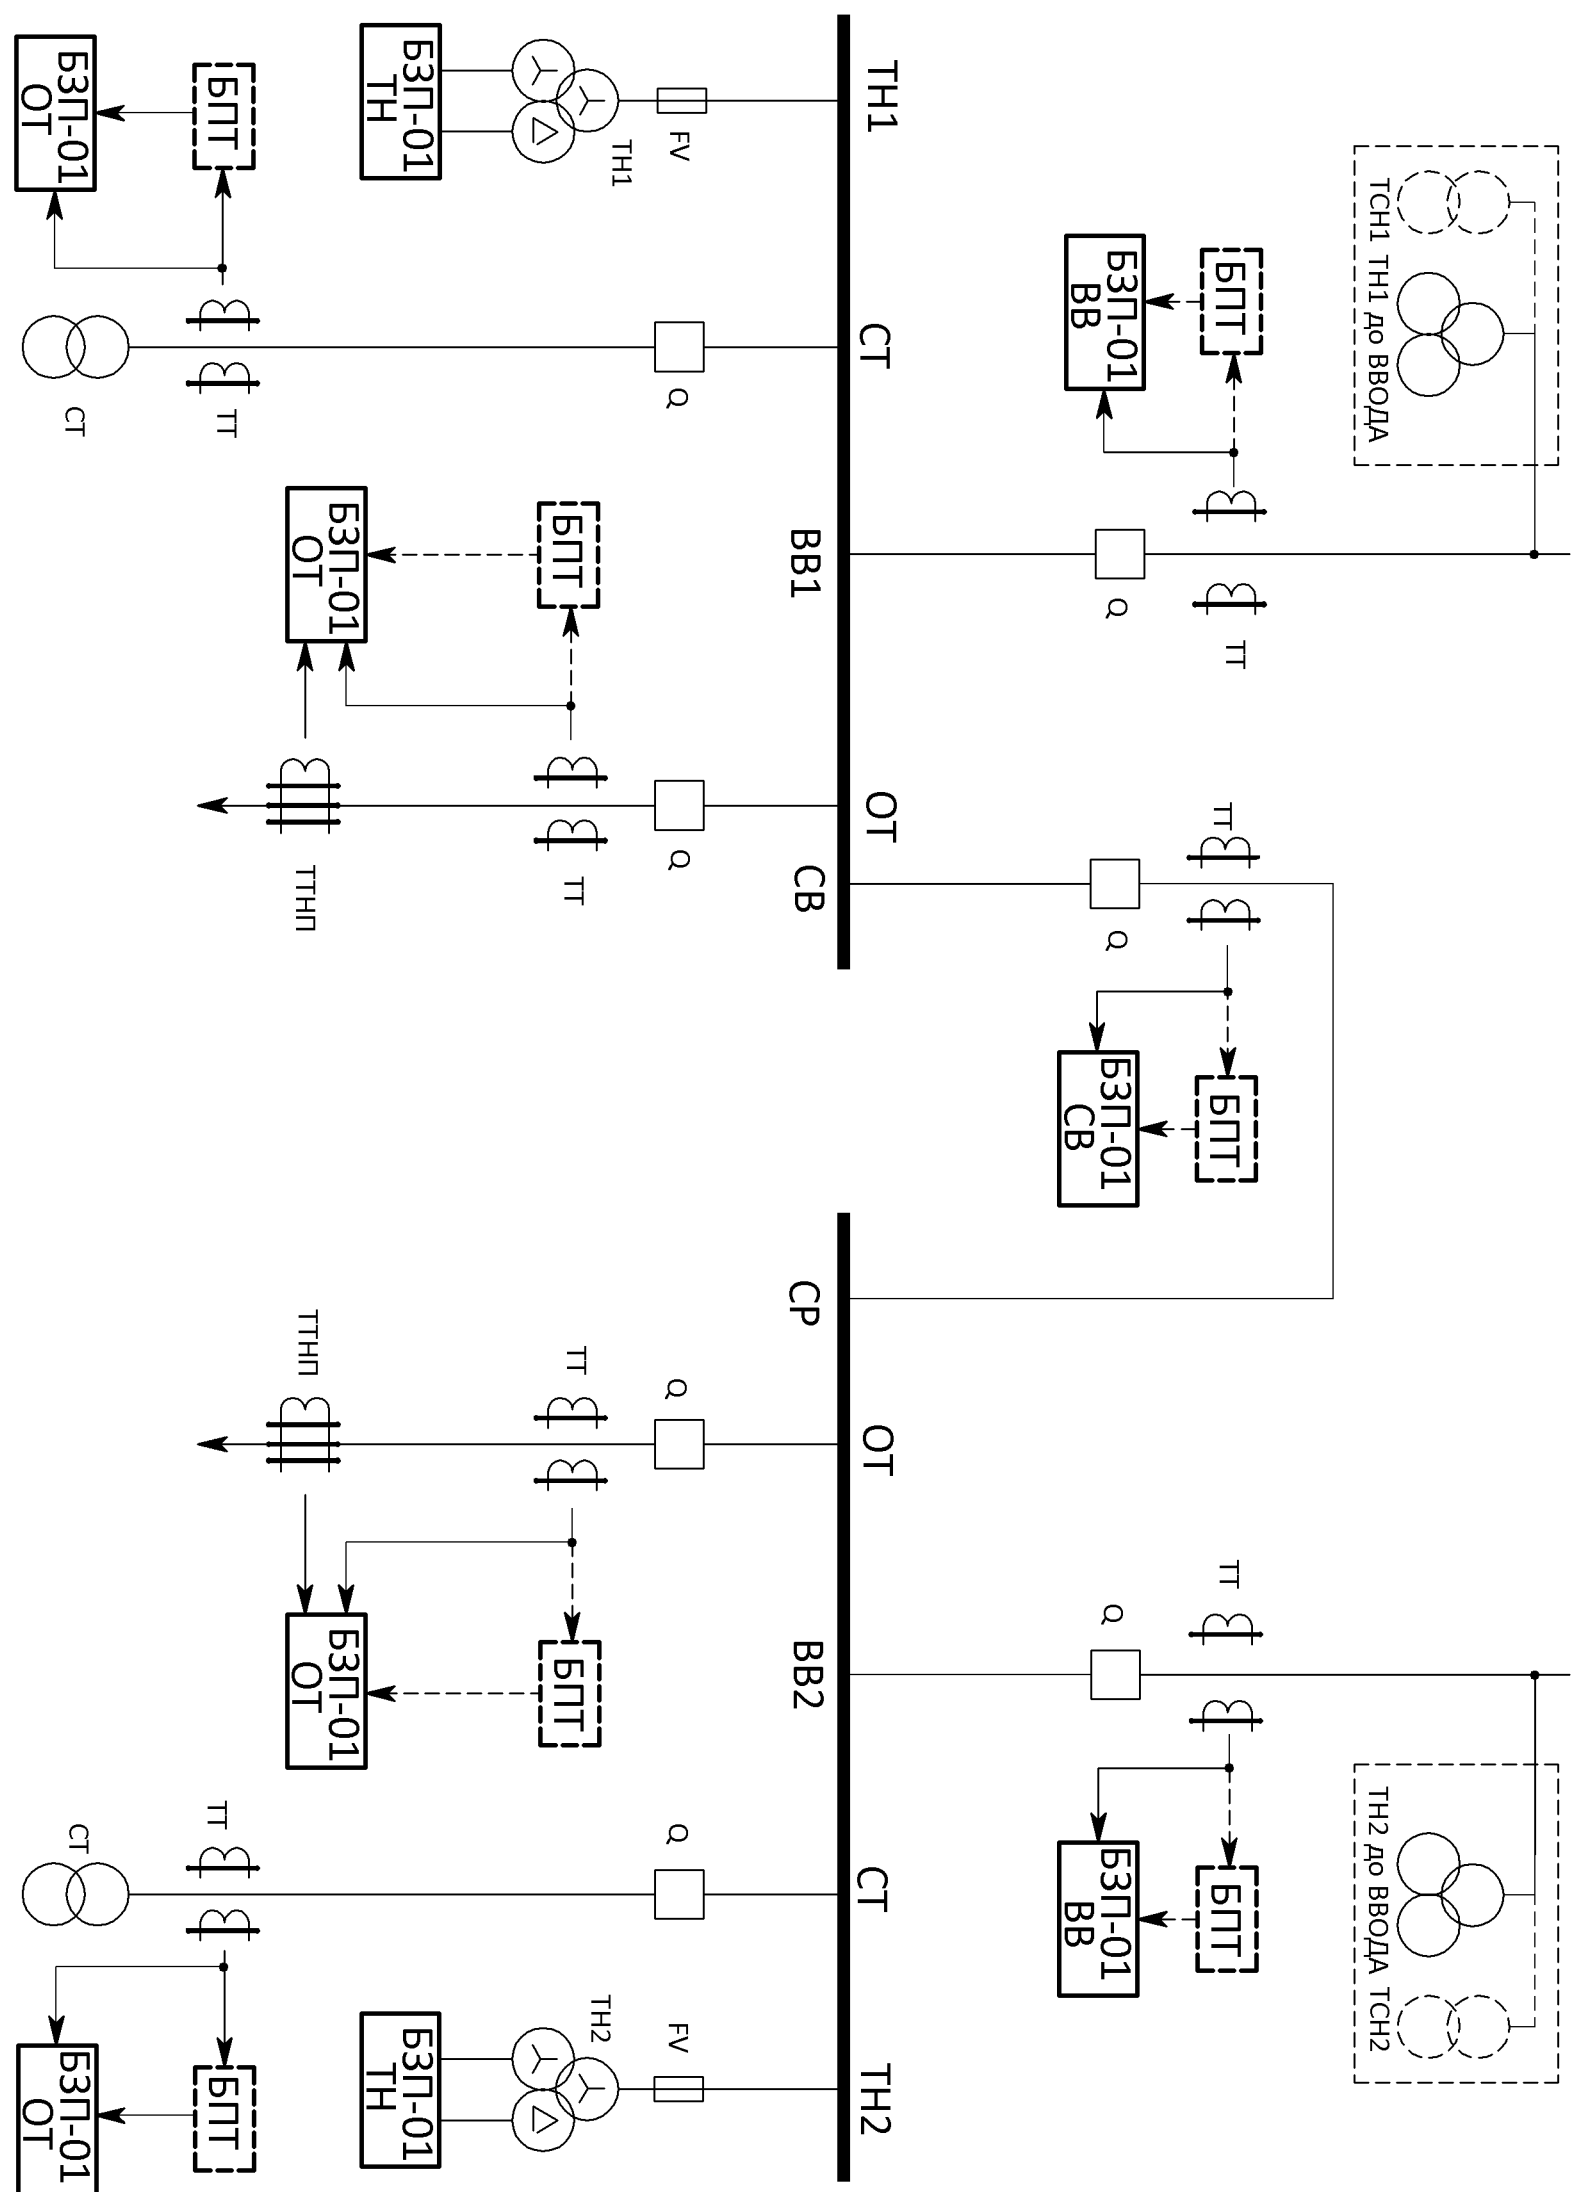 ТСН1 ТН1 до ВВОДА
БПТ
БЗП-01
ВВ
Q
ТТ
ТТ
Q
БПТ
БЗП-01
СВ
ТТ
Q
БПТ
БЗП-01
ВВ
ТН2 до ВВОДА ТСН2
ТН1
СТ
ВВ1
ОТ
СВ
СР
ОТ
ВВ2
СТ
ТН2
FV
ТН1
БЗП-01
ТН
Q
БПТ
БЗП-01
ОТ
ТТ
СТ
БПТ
БЗП-01
ОТ
Q
ТТ
ТТНП
Q
ТТ
ТТНП
БПТ
БЗП-01
ОТ
Q
ТТ
СТ
БПТ
БЗП-01
ОТ
FV
ТН2
БЗП-01
ТН